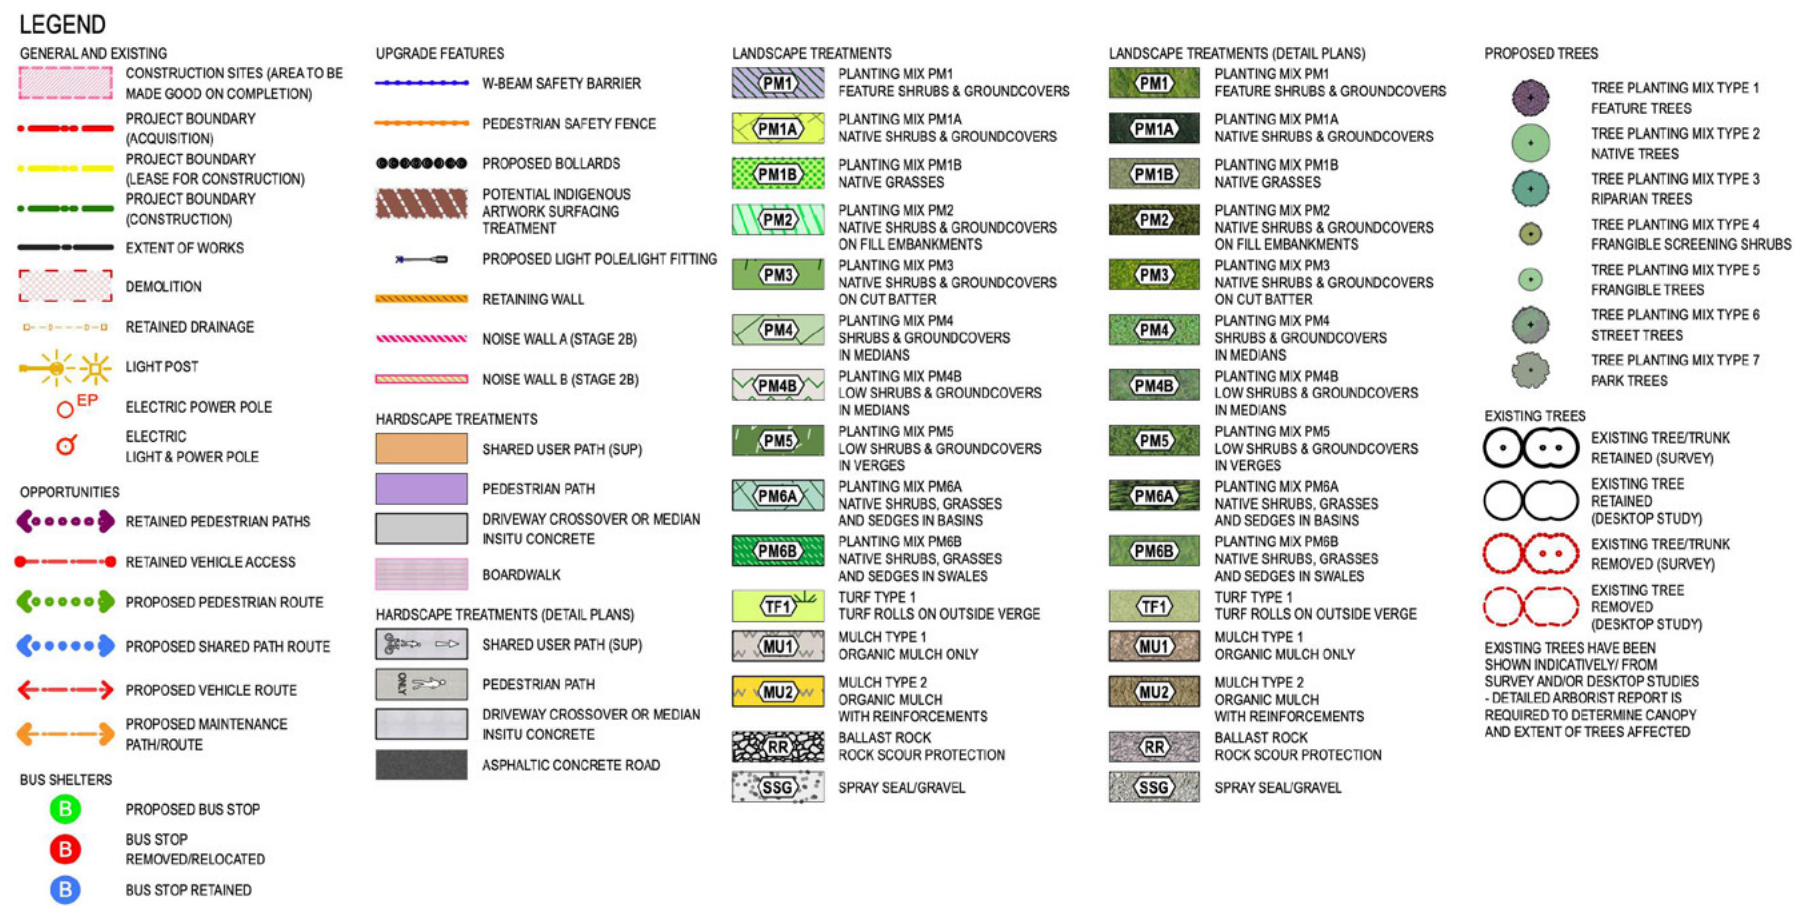 LEGEND
GENERAL AND EXISTING
CONSTRUCTION SITES (AREA TO BE
MADE GOOD ON COMPLETION)
PROJECT BOUNDARY
(ACQUISITION)
PROJECT BOUNDARY
(LEASE FOR CONSTRUCTION)
PROJECT BOUNDARY
(CONSTRUCTION)
EXTENT OF WORKS
DEMOLITION
RETAINED DRAINAGE
LIGHT POST
EP
ELECTRIC POWER POLE
ELECTRIC
LIGHT & POWER POLE
OPPORTUNITIES
RETAINED PEDESTRIAN PATHS
RETAINED VEHICLE ACCESS
PROPOSED PEDESTRIAN ROUTE
PROPOSED SHARED PATH ROUTE
PROPOSED VEHICLE ROUTE
PROPOSED MAINTENANCE
PATH/ROUTE
BUS SHELTERS
B
PROPOSED BUS STOP
B
BUS STOP
REMOVED/RELOCATED
B
BUS STOP RETAINED
UPGRADE FEATURES
W-BEAM SAFETY BARRIER
PEDESTRIAN SAFETY FENCE
PROPOSED BOLLARDS
POTENTIAL INDIGENOUS
ARTWORK SURFACING
TREATMENT
PROPOSED LIGHT POLE/LIGHT FITTING
RETAINING WALL
NOISE WALL A (STAGE 2B)
NOISE WALL B (STAGE 2B)
HARDSCAPE TREATMENTS
SHARED USER PATH (SUP)
PEDESTRIAN PATH
DRIVEWAY CROSSOVER OR MEDIAN
INSITU CONCRETE
BOARDWALK
HARDSCAPE TREATMENTS (DETAIL PLANS)
SHARED USER PATH (SUP)
ONLY
PEDESTRIAN PATH
DRIVEWAY CROSSOVER OR MEDIAN
INSITU CONCRETE
ASPHALTIC CONCRETE ROAD
LANDSCAPE TREATMENTS
PM1
PLANTING MIX PM1
FEATURE SHRUBS & GROUNDCOVERS
PM1A
PLANTING MIX PM1A
NATIVE SHRUBS & GROUNDCOVERS
PM1B
PLANTING MIX PM1B
NATIVE GRASSES
PM2
PLANTING MIX PM2
NATIVE SHRUBS & GROUNDCOVERS
ON FILL EMBANKMENTS
PM3
PLANTING MIX PM3
NATIVE SHRUBS & GROUNDCOVERS
ON CUT BATTER
PM4
PLANTING MIX PM4
SHRUBS & GROUNDCOVERS
IN MEDIANS
PM4B
PLANTING MIX PM4B
LOW SHRUBS & GROUNDCOVERS
IN MEDIANS
PM5
PLANTING MIX PM5
LOW SHRUBS & GROUNDCOVERS
IN VERGES
PM6A
PLANTING MIX PM6A
NATIVE SHRUBS, GRASSES
AND SEDGES IN BASINS
PM6B
PLANTING MIX PM6B
NATIVE SHRUBS, GRASSES
AND SEDGES IN SWALES
TF1
TURF TYPE 1
TURF ROLLS ON OUTSIDE VERGE
MU1
MULCH TYPE 1
ORGANIC MULCH ONLY
MU2
MULCH TYPE 2
ORGANIC MULCH
WITH REINFORCEMENTS
RR
BALLAST ROCK
ROCK SCOUR PROTECTION
SSG
SPRAY SEAL/GRAVEL
LANDSCAPE TREATMENTS (DETAIL PLANS)
PM1
PLANTING MIX PM1
FEATURE SHRUBS & GROUNDCOVERS
PM1A
PLANTING MIX PM1A
NATIVE SHRUBS & GROUNDCOVERS
PM1B
PLANTING MIX PM1B
NATIVE GRASSES
PM2
PLANTING MIX PM2
NATIVE SHRUBS & GROUNDCOVERS
ON FILL EMBANKMENTS
PM3
PLANTING MIX PM3
NATIVE SHRUBS & GROUNDCOVERS
ON CUT BATTER
PM4
PLANTING MIX PM4
SHRUBS & GROUNDCOVERS
IN MEDIANS
PM4B
PLANTING MIX PM4B
LOW SHRUBS & GROUNDCOVERS
IN MEDIANS
PM5
PLANTING MIX PM5
LOW SHRUBS & GROUNDCOVERS
IN VERGES
PM6A
PLANTING MIX PM6A
NATIVE SHRUBS, GRASSES
AND SEDGES IN BASINS
PM6B
PLANTING MIX PM6B
NATIVE SHRUBS, GRASSES
AND SEDGES IN SWALES
TF1
TURF TYPE 1
TURF ROLLS ON OUTSIDE VERGE
MU1
MULCH TYPE 1
ORGANIC MULCH ONLY
MU2
MULCH TYPE 2
ORGANIC MULCH
WITH REINFORCEMENTS
RR
BALLAST ROCK
ROCK SCOUR PROTECTION
SSG
SPRAY SEAL/GRAVEL
PROPOSED TREES
TREE PLANTING MIX TYPE 1
FEATURE TREES
TREE PLANTING MIX TYPE 2
NATIVE TREES
TREE PLANTING MIX TYPE 3
RIPARIAN TREES
TREE PLANTING MIX TYPE 4
FRANGIBLE SCREENING SHRUBS
TREE PLANTING MIX TYPE 5
FRANGIBLE TREES
TREE PLANTING MIX TYPE 6
STREET TREES
TREE PLANTING MIX TYPE 7
PARK TREES
EXISTING TREES
EXISTING TREE/TRUNK
RETAINED (SURVEY)
EXISTING TREE
RETAINED
(DESKTOP STUDY)
EXISTING TREE/TRUNK
REMOVED (SURVEY)
EXISTING TREE
REMOVED
(DESKTOP STUDY)
EXISTING TREES HAVE BEEN
SHOWN INDICATIVELY/ FROM
SURVEY AND/OR DESKTOP STUDIES
- DETAILED ARBORIST REPORT IS
REQUIRED TO DETERMINE CANOPY
AND EXTENT OF TREES AFFECTED